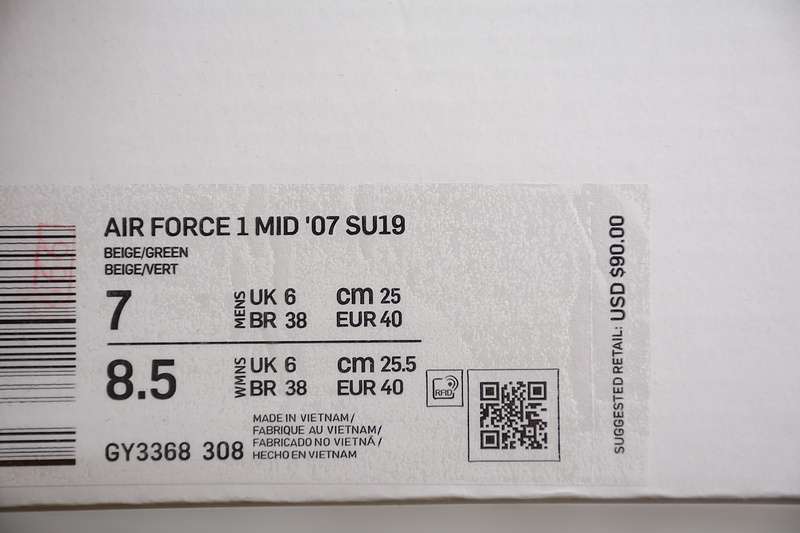 AIR FORCE 1 MID '07 SU19
BEIGE/GREEN
BEIGE/VERT
7 MENS UK 6 cm 25
BR 38 EUR 40
8.5 WMNS UK 6 cm 25.5
BR 38 EUR 40
RFID
MADE IN VIETNAM/
FABRIQUE AU VIETNAM/
FABRICADO NO VIETNÃ /
HECHO EN VIETNAM
GY3368 308
SUGGESTED RETAIL: USD $90.00